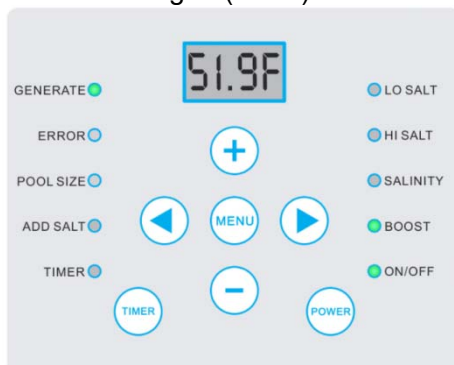 51.9F
GENERATE
LO SALT
ERROR
HI SALT
+
POOL SIZE
SALINITY
ADD SALT
MENU
BOOST
TIMER
ON/OFF
−
TIMER
POWER